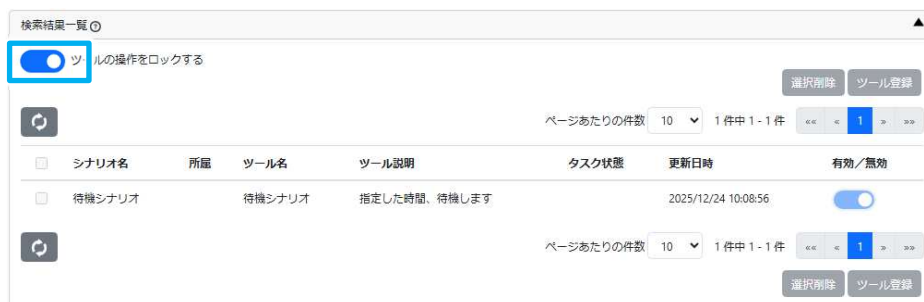 検索結果一覧 ?
ツールの操作をロックする
選択削除 ツール登録
ページあたりの件数 10 1 件中 1 - 1 件 «« « 1 » »»
シナリオ名 所属 ツール名 ツール説明 タスク状態 更新日時 有効／無効
待機シナリオ 待機シナリオ 指定した時間、待機します 2025/12/24 10:08:56
ページあたりの件数 10 1 件中 1 - 1 件 «« « 1 » »»
選択削除 ツール登録